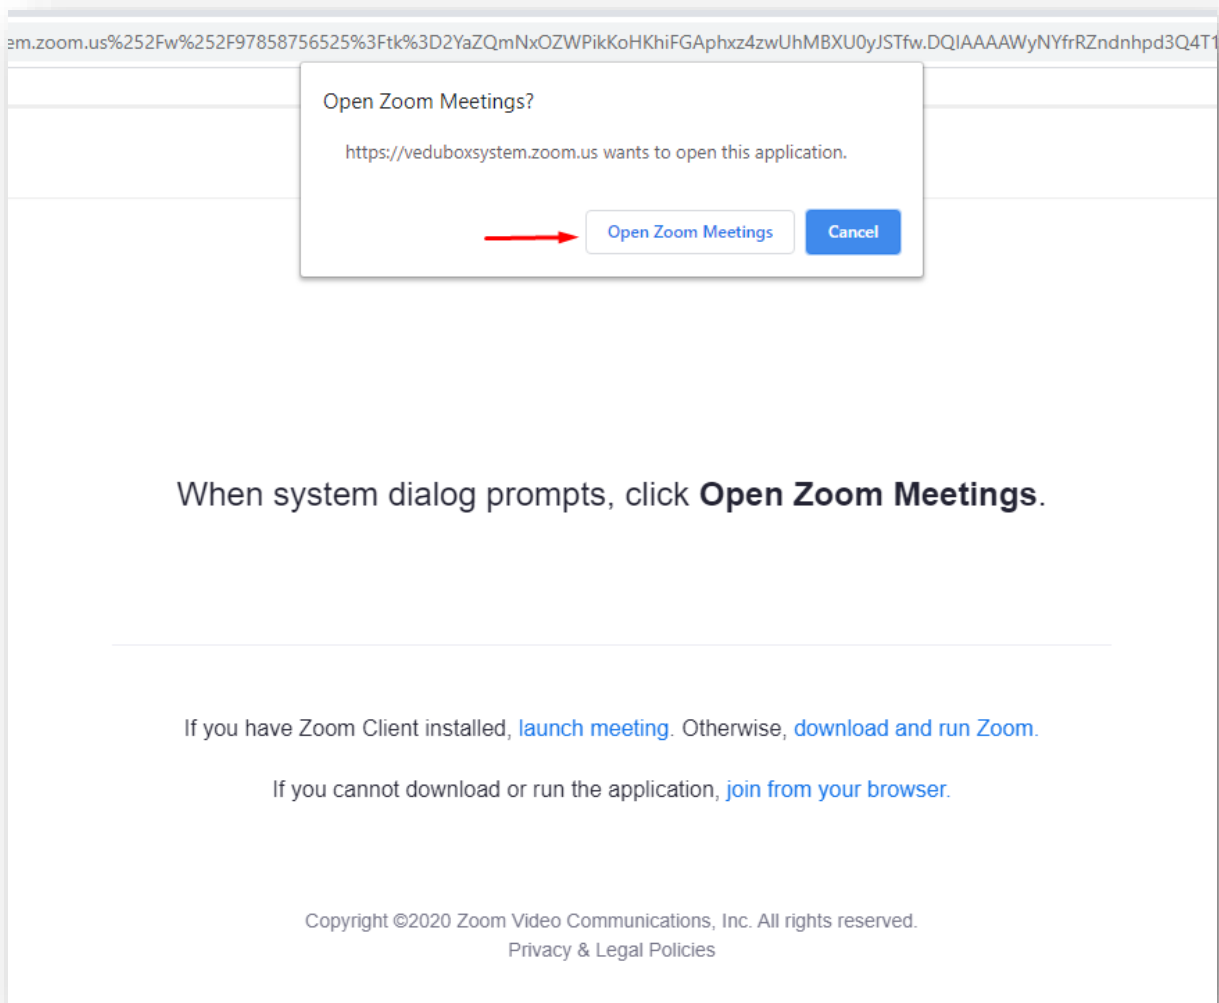 em.zoom.us%252Fw%252F97858756525%3Ftk%3D2YaZQmNxOZWPikKoHKhiFGAphxz4zwUhMBXU0yJSTfw.DQIAAAAWyNYfrRZndnhpd3Q4T1
Open Zoom Meetings?
https://veduboxsystem.zoom.us wants to open this application.
Open Zoom Meetings
Cancel
When system dialog prompts, click Open Zoom Meetings.
If you have Zoom Client installed, launch meeting. Otherwise, download and run Zoom.
If you cannot download or run the application, join from your browser.
Copyright ©2020 Zoom Video Communications, Inc. All rights reserved.
Privacy & Legal Policies